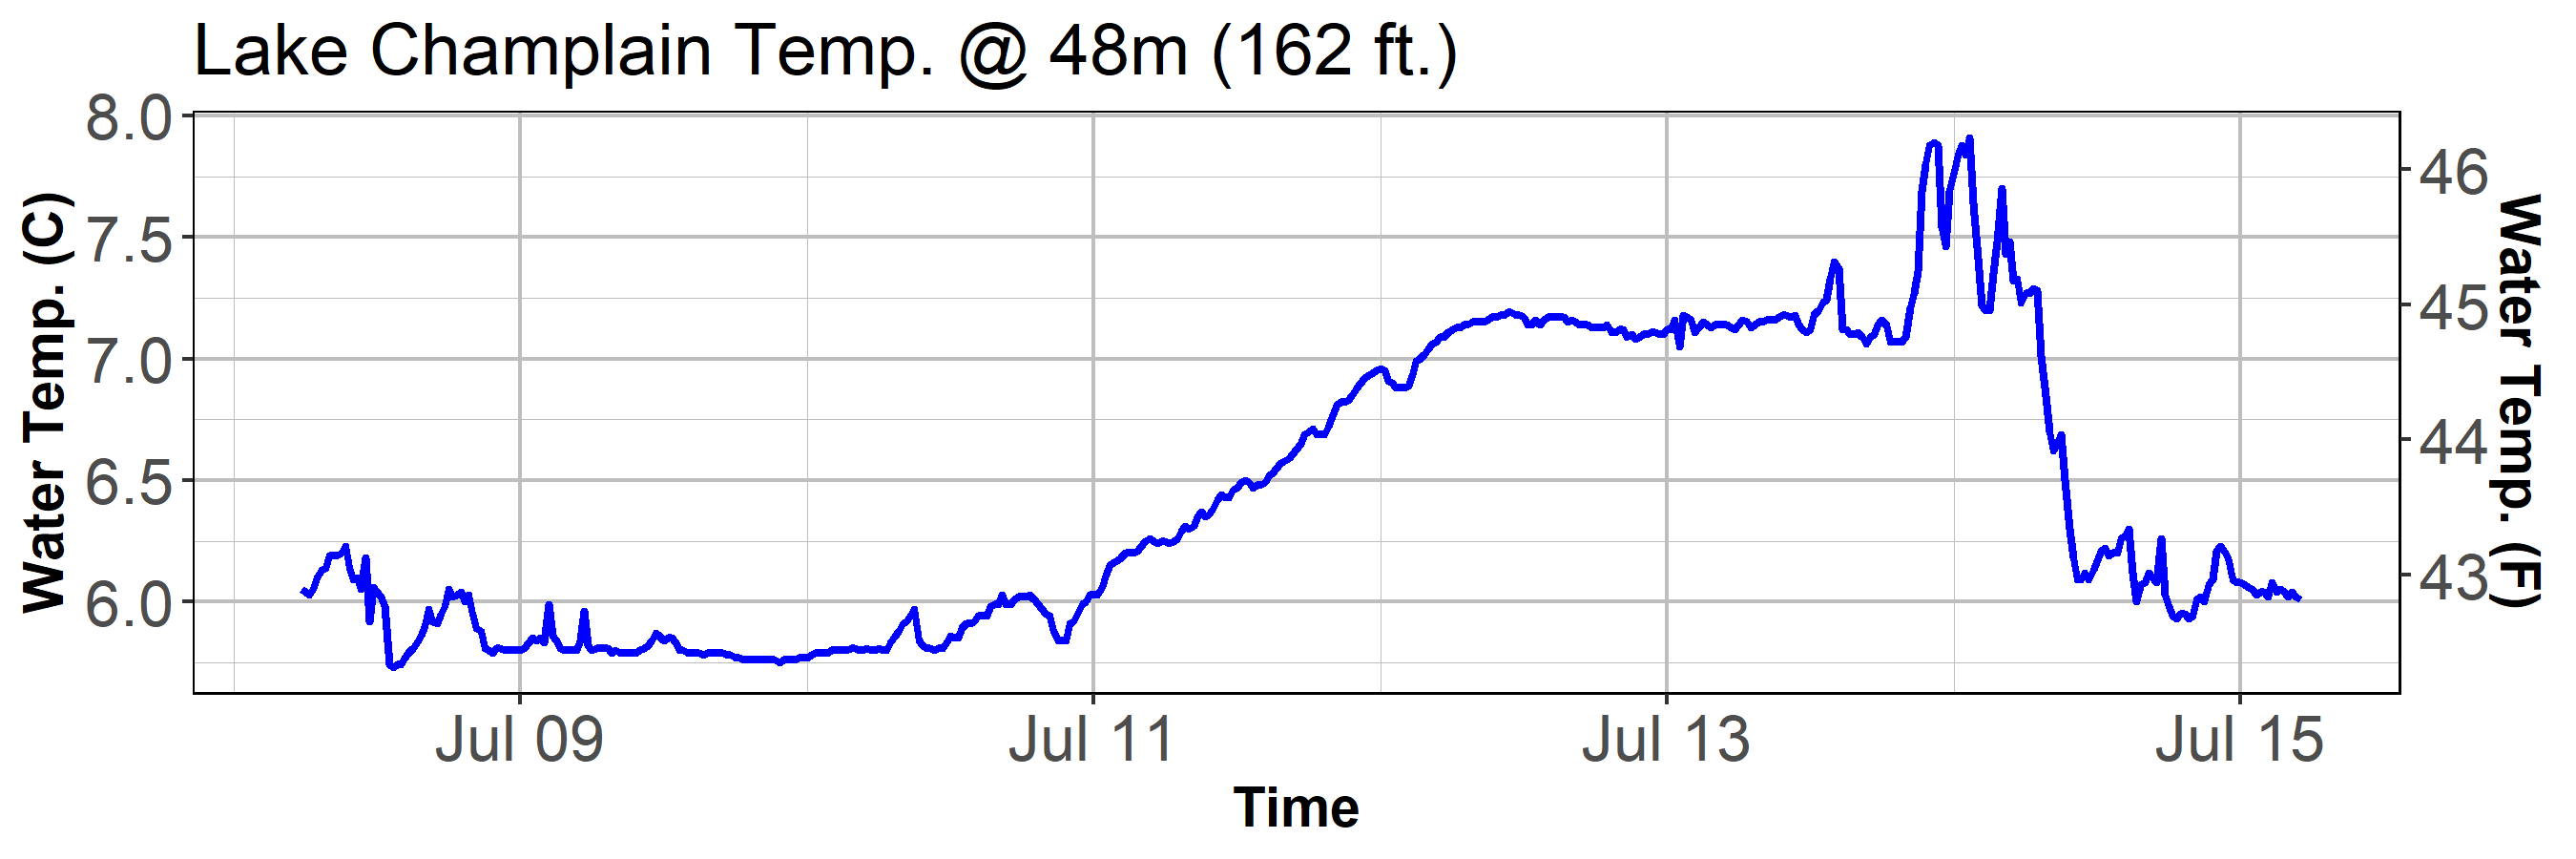 Lake Champlain Temp. @ 48m (162 ft.)
Water Temp. (C)
8.0
7.5
7.0
6.5
6.0
46
45
44
43
Water Temp. (F)
Jul 09
Jul 11
Jul 13
Jul 15
Time